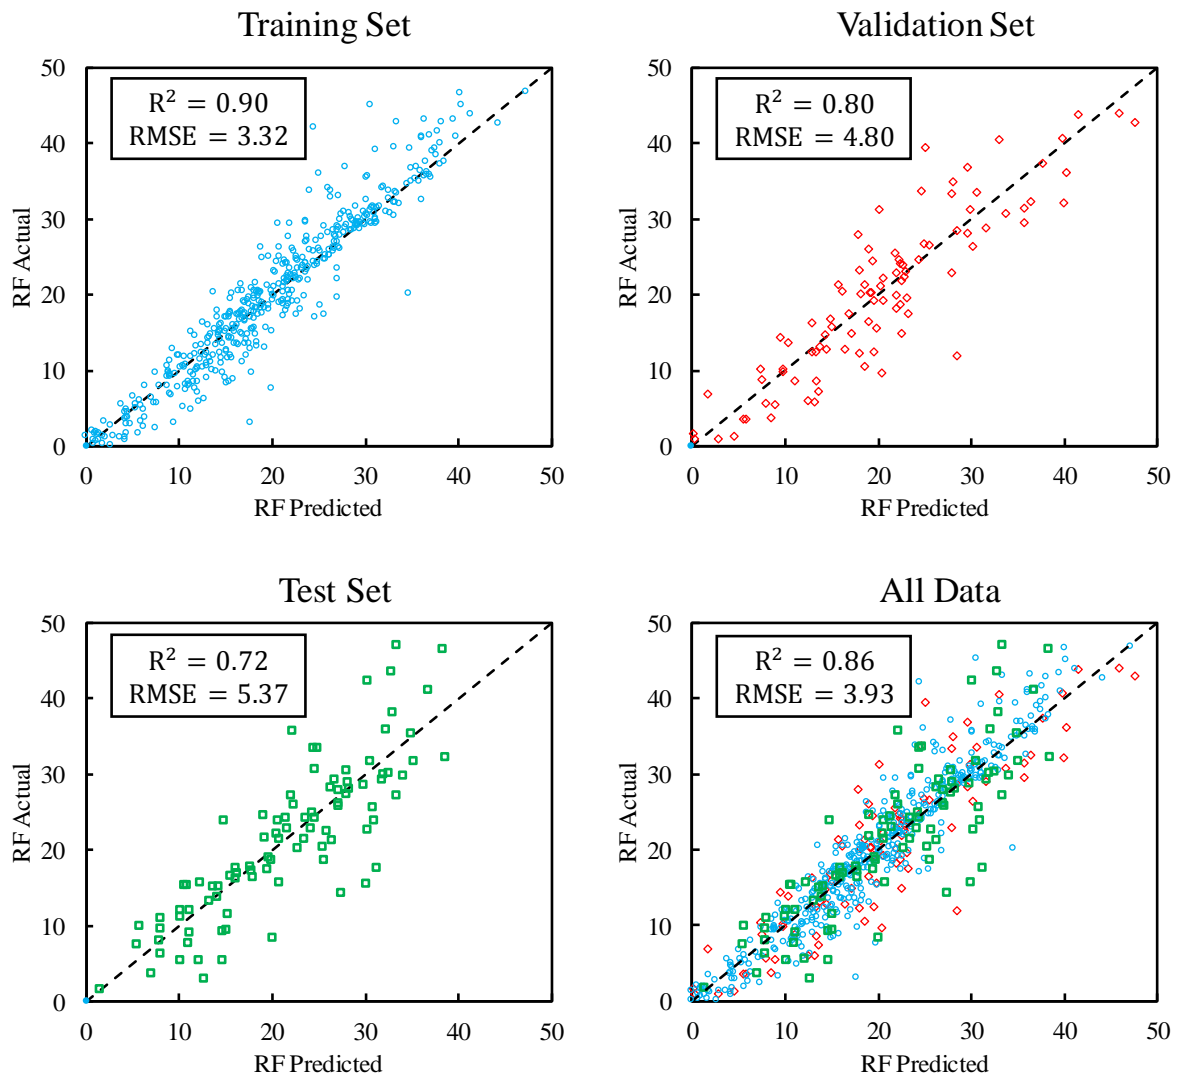 Training Set
R² = 0.90
RMSE = 3.32
50
40
30
20
10
0
RF Actual
0 10 20 30 40 50
RF Predicted
Validation Set
R² = 0.80
RMSE = 4.80
50
40
30
20
10
0
RF Actual
0 10 20 30 40 50
RF Predicted
Test Set
R² = 0.72
RMSE = 5.37
50
40
30
20
10
0
RF Actual
0 10 20 30 40 50
RF Predicted
All Data
R² = 0.86
RMSE = 3.93
50
40
30
20
10
0
RF Actual
0 10 20 30 40 50
RF Predicted